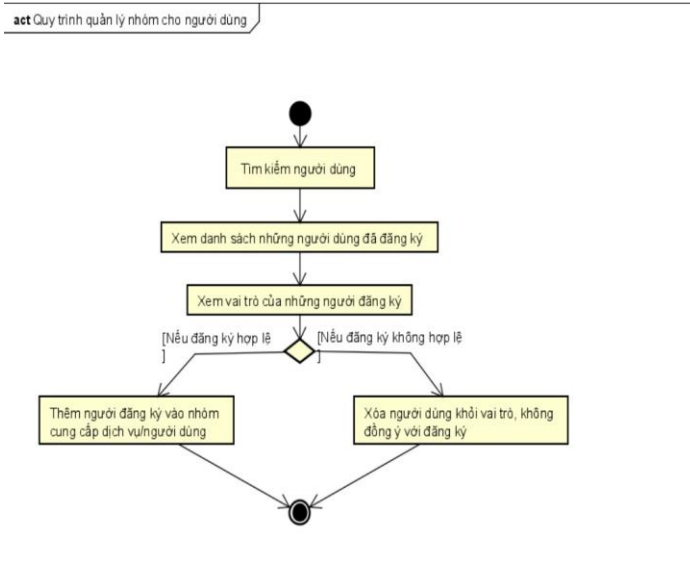 act Quy trình quản lý nhóm cho người dùng
Tìm kiếm người dùng
Xem danh sách những người dùng đã đăng ký
Xem vai trò của những người đăng ký
[Nếu đăng ký hợp lệ
]
[Nếu đăng ký không hợp lệ
]
Thêm người đăng ký vào nhóm
cung cấp dịch vụ/người dùng
Xóa người dùng khỏi vai trò, không
đồng ý với đăng ký